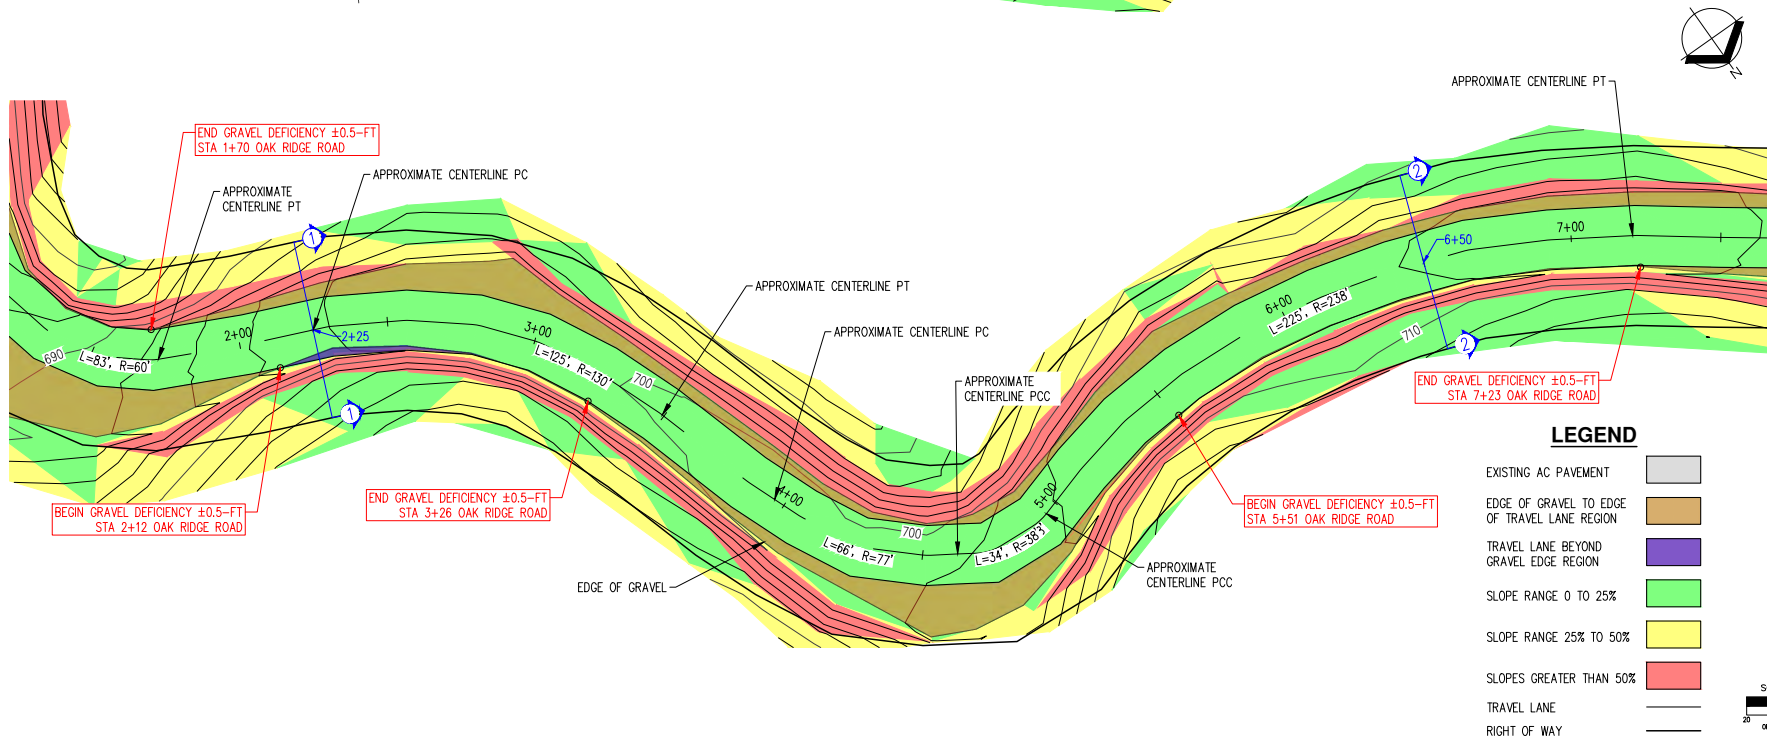 N
APPROXIMATE CENTERLINE PT
END GRAVEL DEFICIENCY ±0.5-FT
STA 1+70 OAK RIDGE ROAD
APPROXIMATE CENTERLINE PC
APPROXIMATE
CENTERLINE PT
1
2
2+00
2+25
3+00
690
L=83', R=60'
L=125', R=130'
700
1
APPROXIMATE CENTERLINE PT
APPROXIMATE CENTERLINE PC
APPROXIMATE
CENTERLINE PCC
6+00
L=225', R=238'
6+50
7+00
710
2
END GRAVEL DEFICIENCY ±0.5-FT
STA 7+23 OAK RIDGE ROAD
BEGIN GRAVEL DEFICIENCY ±0.5-FT
STA 2+12 OAK RIDGE ROAD
END GRAVEL DEFICIENCY ±0.5-FT
STA 3+26 OAK RIDGE ROAD
4+00
5+00
700
L=66', R=77'
L=34', R=383'
BEGIN GRAVEL DEFICIENCY ±0.5-FT
STA 5+51 OAK RIDGE ROAD
EDGE OF GRAVEL
APPROXIMATE
CENTERLINE PCC
LEGEND
EXISTING AC PAVEMENT
EDGE OF GRAVEL TO EDGE
OF TRAVEL LANE REGION
TRAVEL LANE BEYOND
GRAVEL EDGE REGION
SLOPE RANGE 0 TO 25%
SLOPE RANGE 25% TO 50%
SLOPES GREATER THAN 50%
TRAVEL LANE
RIGHT OF WAY
S
20